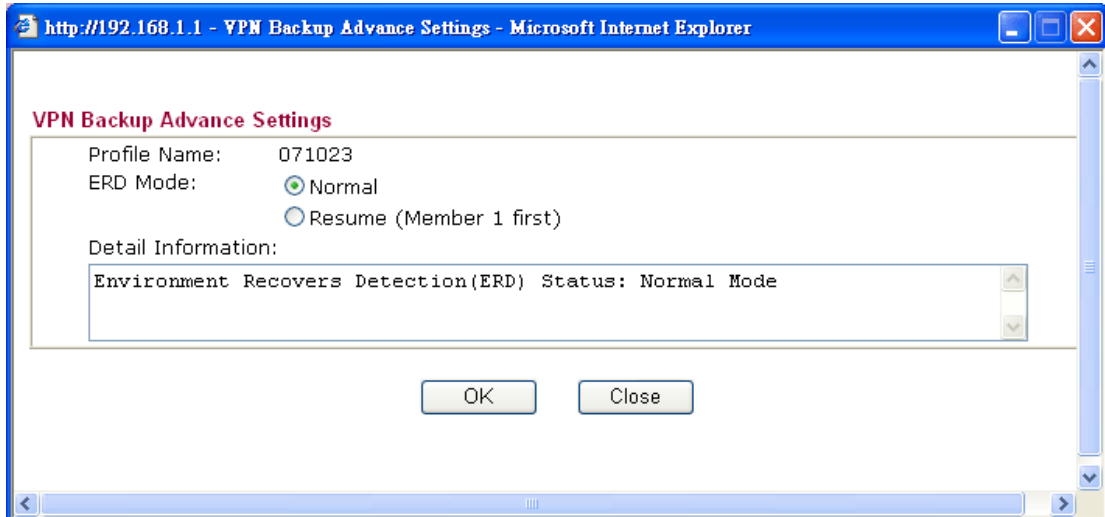 http://192.168.1.1 - VPN Backup Advance Settings - Microsoft Internet Explorer
VPN Backup Advance Settings
Profile Name: 071023
ERD Mode: Normal
Resume (Member 1 first)
Detail Information:
Environment Recovers Detection(ERD) Status: Normal Mode
OK Close